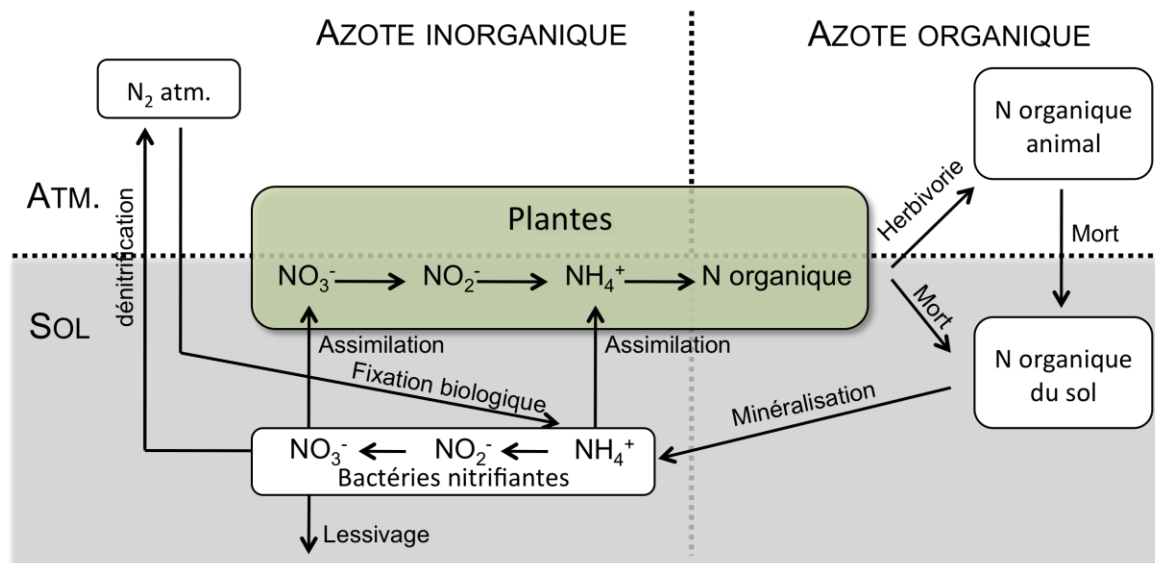 AZOTE INORGANIQUE
AZOTE ORGANIQUE
N₂ atm.
N organique
animal
ATM.
dénitrification
Plantes
Herbivorie
Mort
NO₃⁻ NO₂⁻ NH₄⁺ N organique
SOL
Mort
Assimilation
Assimilation
N organique
du sol
Fixation biologique
Minéralisation
NO₃⁻ NO₂⁻ NH₄⁺
Bactéries nitrifiantes
Lessivage